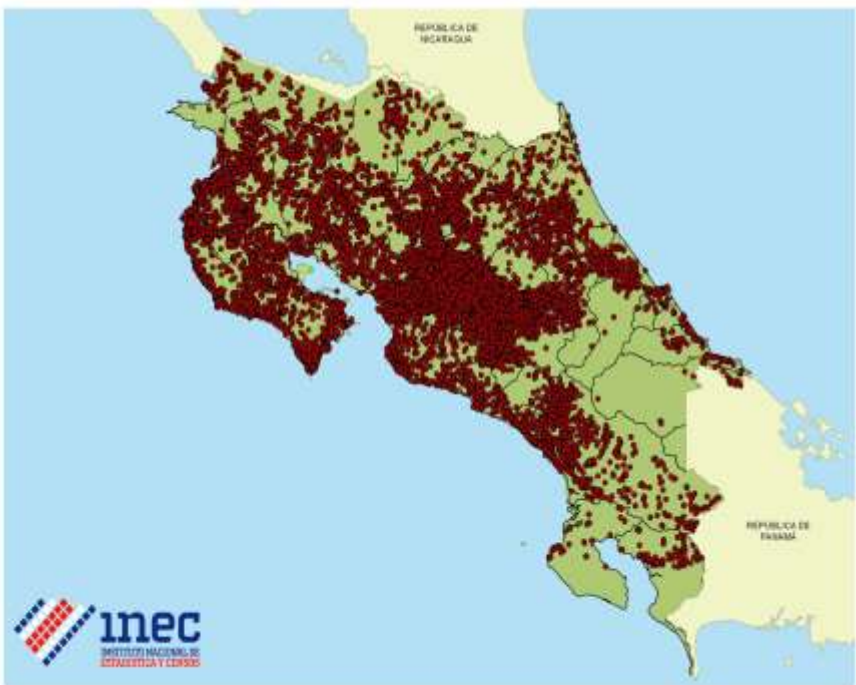 REPÚBLICA DE
NICARAGUA
REPÚBLICA DE
PANAMÁ
inec
INSTITUTO NACIONAL DE
ESTADÍSTICA Y CENSOS